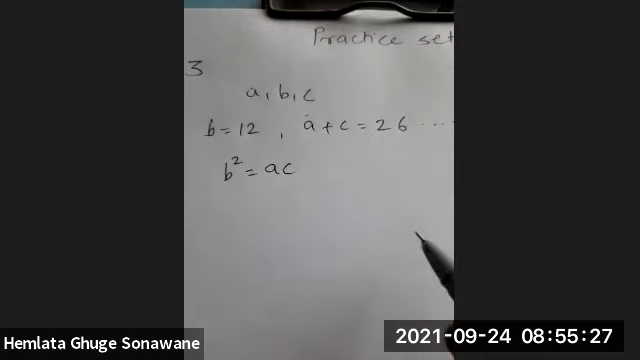 Practice set
3
a, b, c
b = 12 , a + c = 26 ....
b² = ac
Hemlata Ghuge Sonawane
2021-09-24 08:55:27